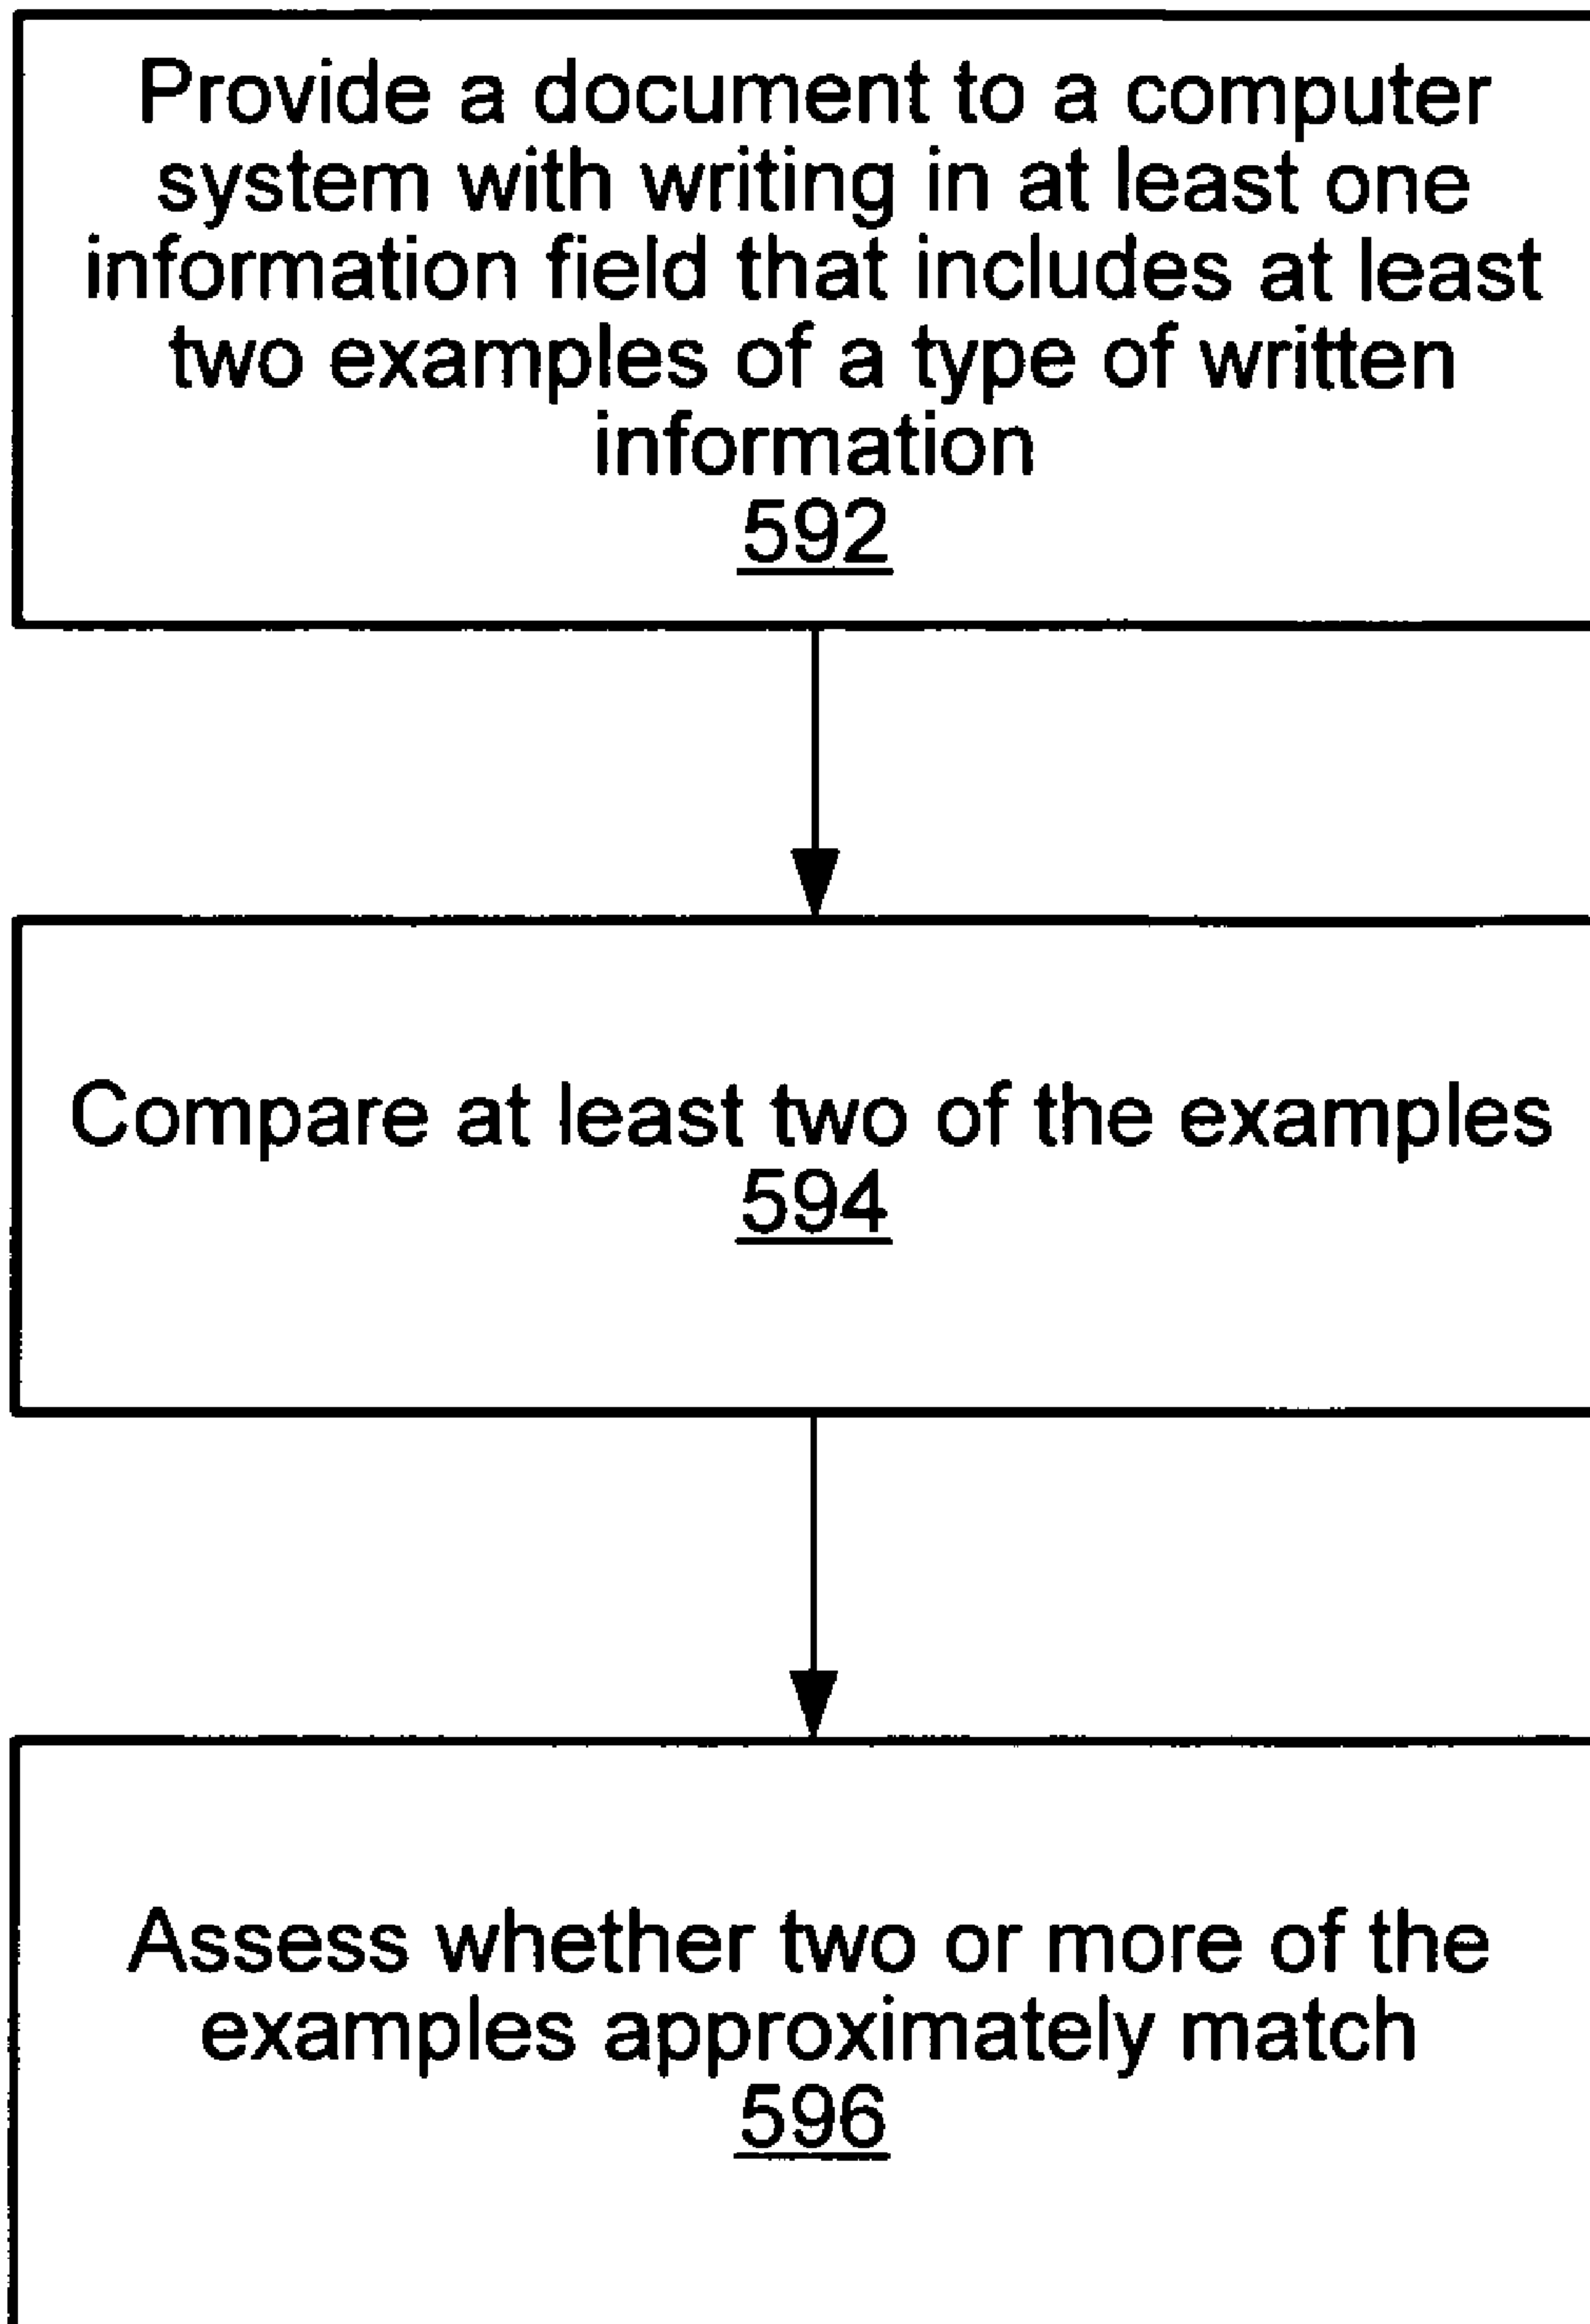 Provide a document to a computer
system with writing in at least one
information field that includes at least
two examples of a type of written
information
592
Compare at least two of the examples
594
Assess whether two or more of the
examples approximately match
596